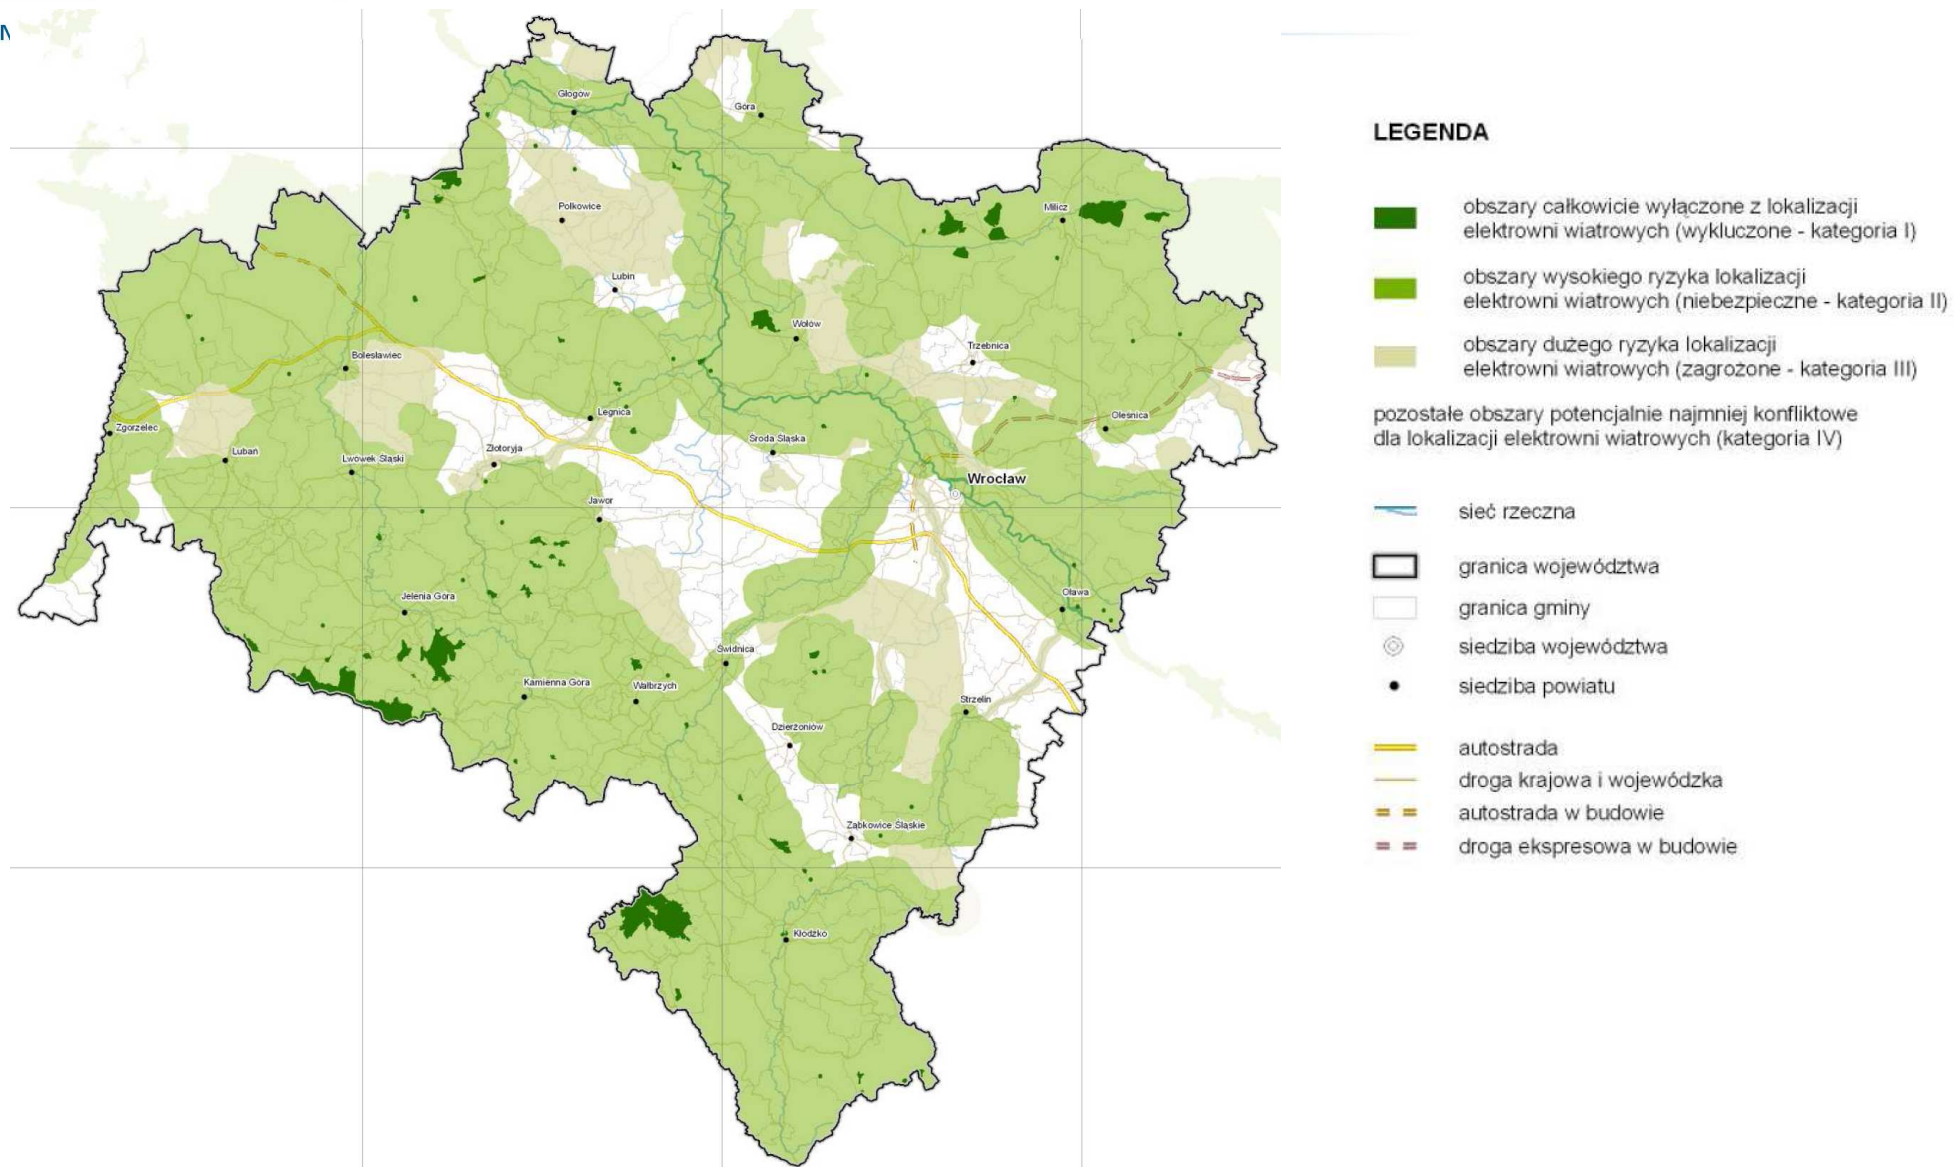 N
Głogów
Góra
Polkowice
Milicz
Lubin
Wołów
Trzebnica
Bolesławiec
Legnica
Oleśnica
Zgorzelec
Środa Śląska
Lubań
Lwówek Śląski
Złotoryja
Wrocław
Jawor
Jelenia Góra
Oława
Świdnica
Kamienna Góra
Wałbrzych
Strzelin
Dzierżoniów
Ząbkowice Śląskie
Kłodzko
LEGENDA
obszary całkowicie wyłączone z lokalizacji
elektrowni wiatrowych (wykluczone - kategoria I)
obszary wysokiego ryzyka lokalizacji
elektrowni wiatrowych (niebezpieczne - kategoria II)
obszary dużego ryzyka lokalizacji
elektrowni wiatrowych (zagrożone - kategoria III)
pozostałe obszary potencjalnie najmniej konfliktowe
dla lokalizacji elektrowni wiatrowych (kategoria IV)
sieć rzeczna
granica województwa
granica gminy
siedziba województwa
siedziba powiatu
autostrada
droga krajowa i wojewódzka
autostrada w budowie
droga ekspresowa w budowie